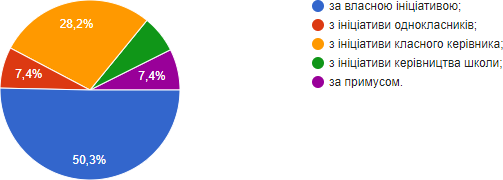 28,2%
7,4%
7,4%
50,3%
за власною ініціативою;
з ініціативи однокласників;
з ініціативи класного керівника;
з ініціативи керівництва школи;
за примусом.